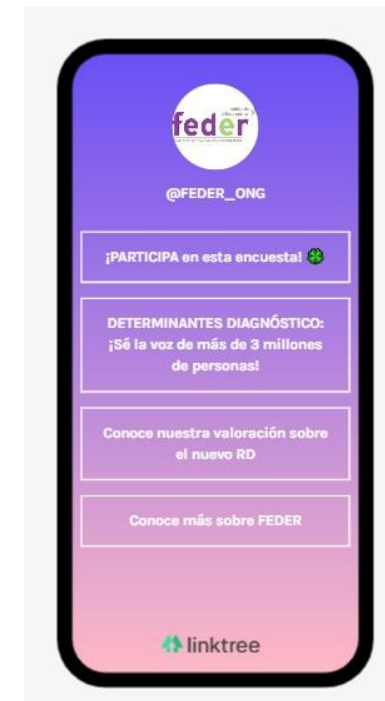 feder
@FEDER_ONG
¡PARTICIPA en esta encuesta!
DETERMINANTES DIAGNÓSTICO:
¡Sé la voz de más de 3 millones
de personas!
Conoce nuestra valoración sobre
el nuevo RD
Conoce más sobre FEDER
linktree